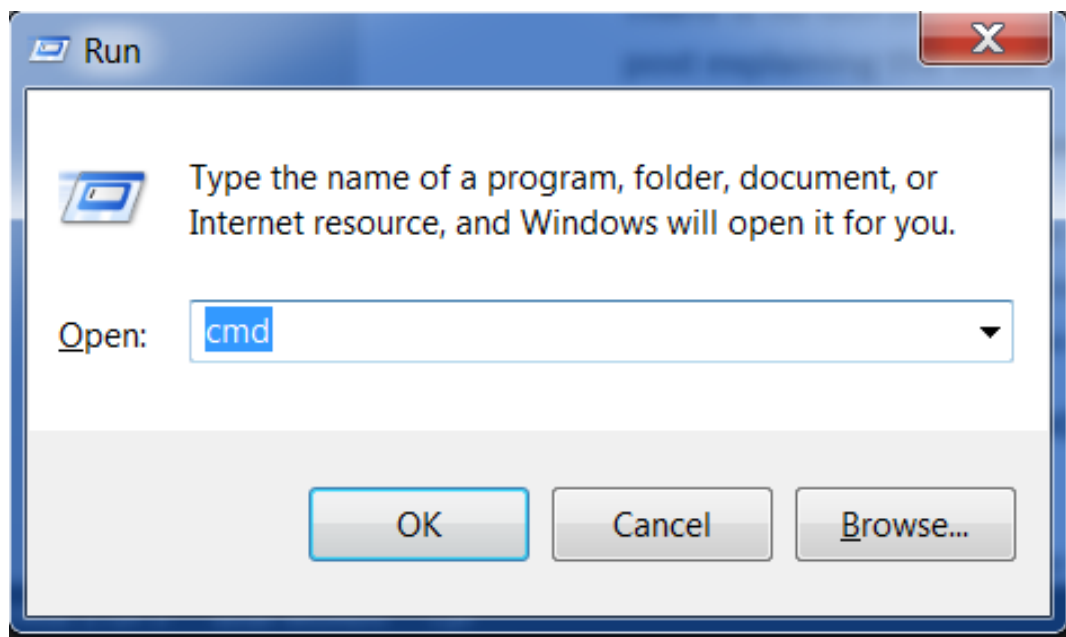 Run
Type the name of a program, folder, document, or
Internet resource, and Windows will open it for you.
Open: cmd
OK Cancel Browse...